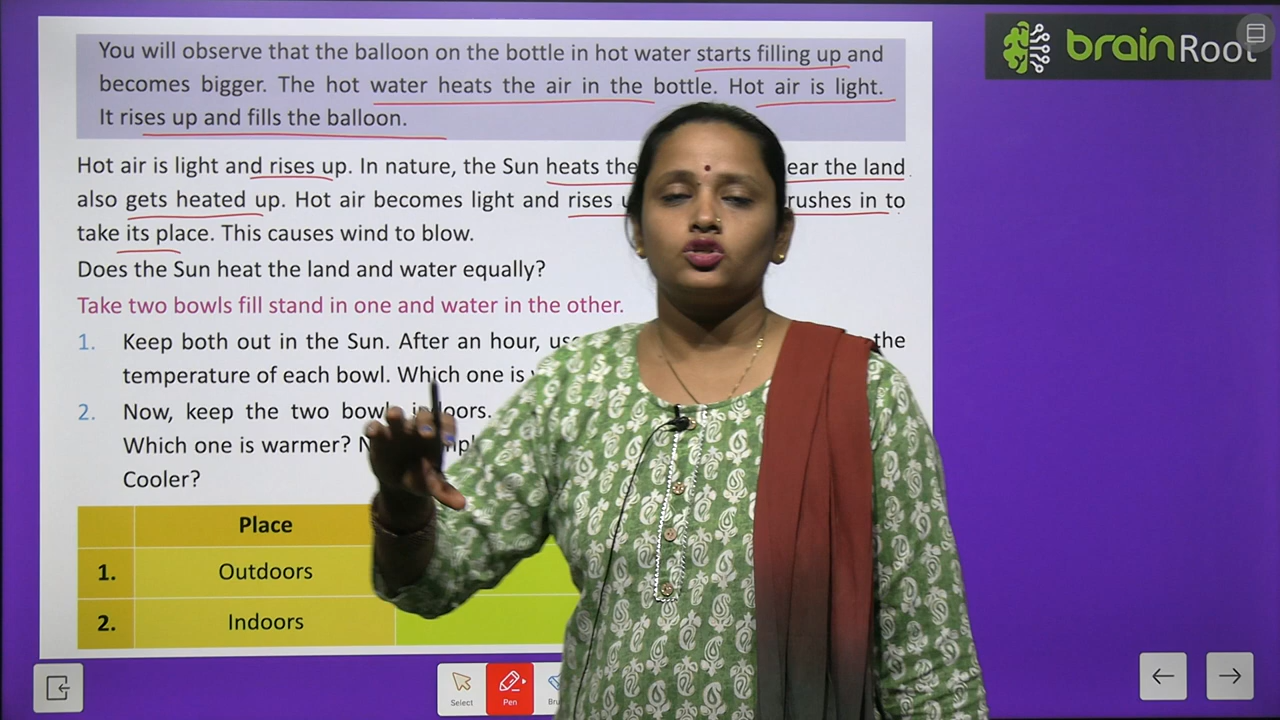 You will observe that the balloon on the bottle in hot water starts filling up and
becomes bigger. The hot water heats the air in the bottle. Hot air is light.
It rises up and fills the balloon.
brainRoot
Hot air is light and rises up. In nature, the Sun heats the near the land
also gets heated up. Hot air becomes light and rises rushes in to
take its place. This causes wind to blow.
Does the Sun heat the land and water equally?
Take two bowls fill stand in one and water in the other.
1. Keep both out in the Sun. After an hour, the
temperature of each bowl. Which one is
2. Now, keep the two bowls indoors.
Which one is warmer?
Cooler?
Place
1. Outdoors
2. Indoors
Select
Pen